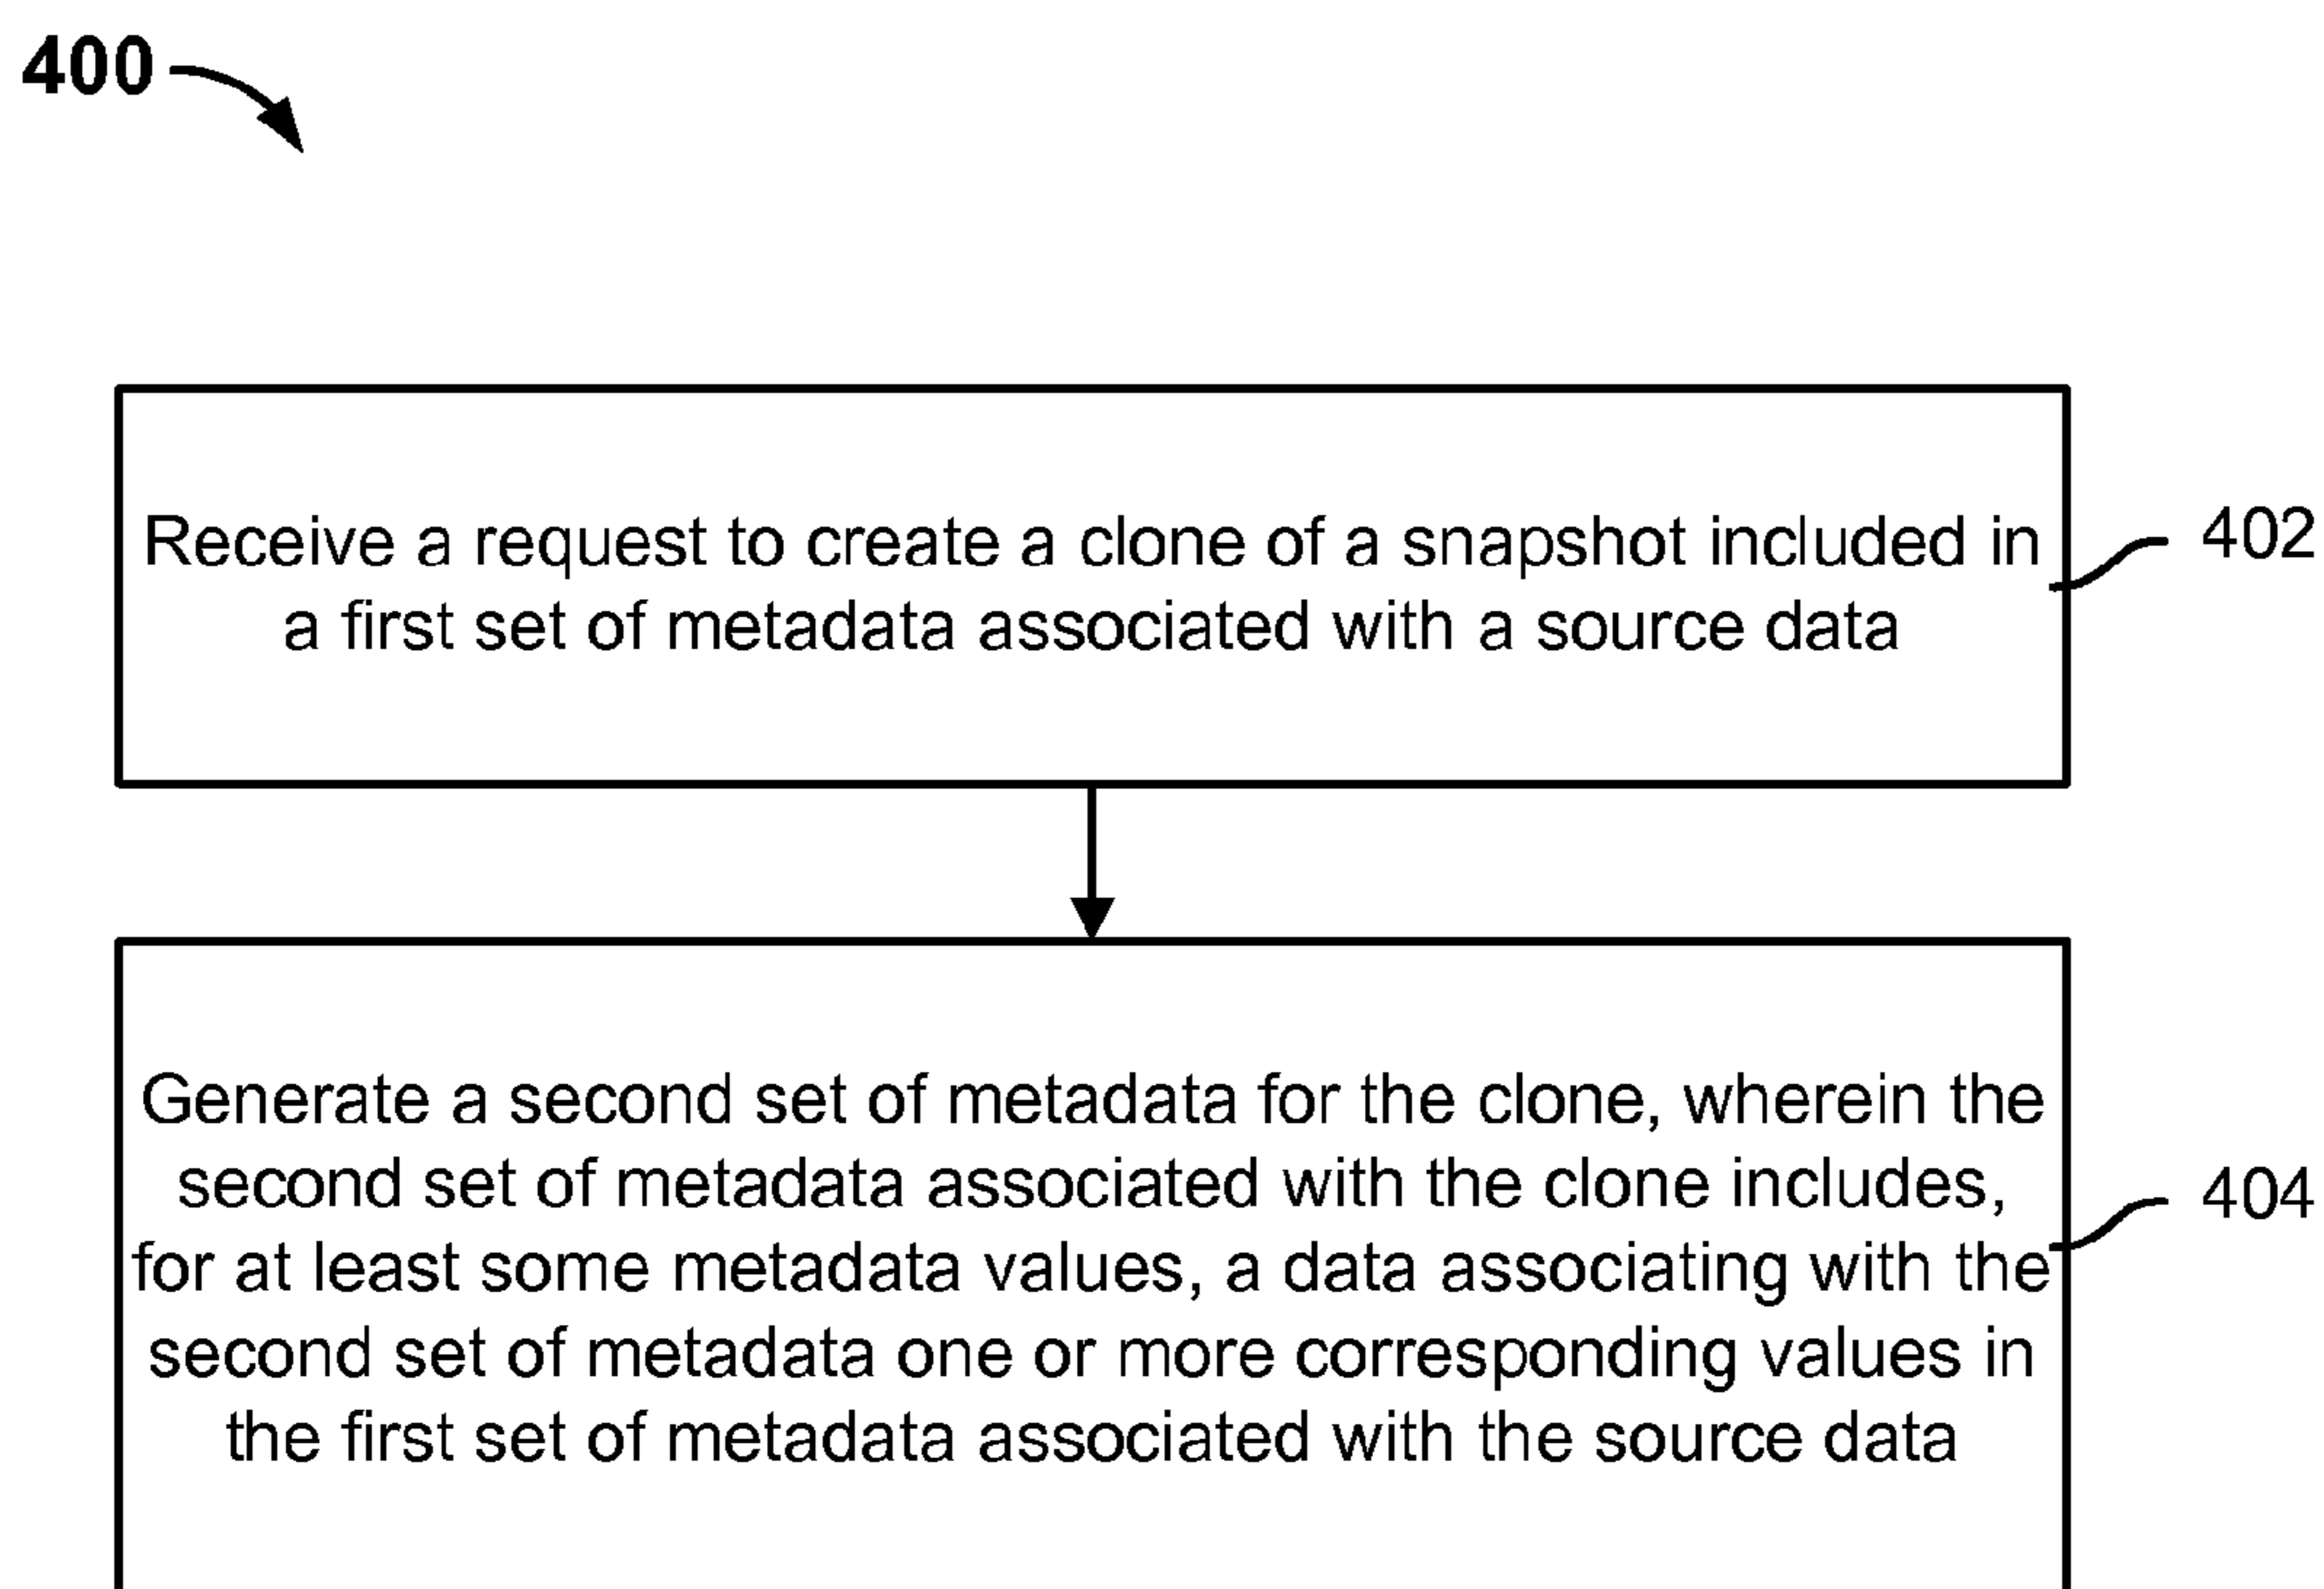 400
Receive a request to create a clone of a snapshot included in
a first set of metadata associated with a source data
402
Generate a second set of metadata for the clone, wherein the
second set of metadata associated with the clone includes,
for at least some metadata values, a data associating with the
second set of metadata one or more corresponding values in
the first set of metadata associated with the source data
404